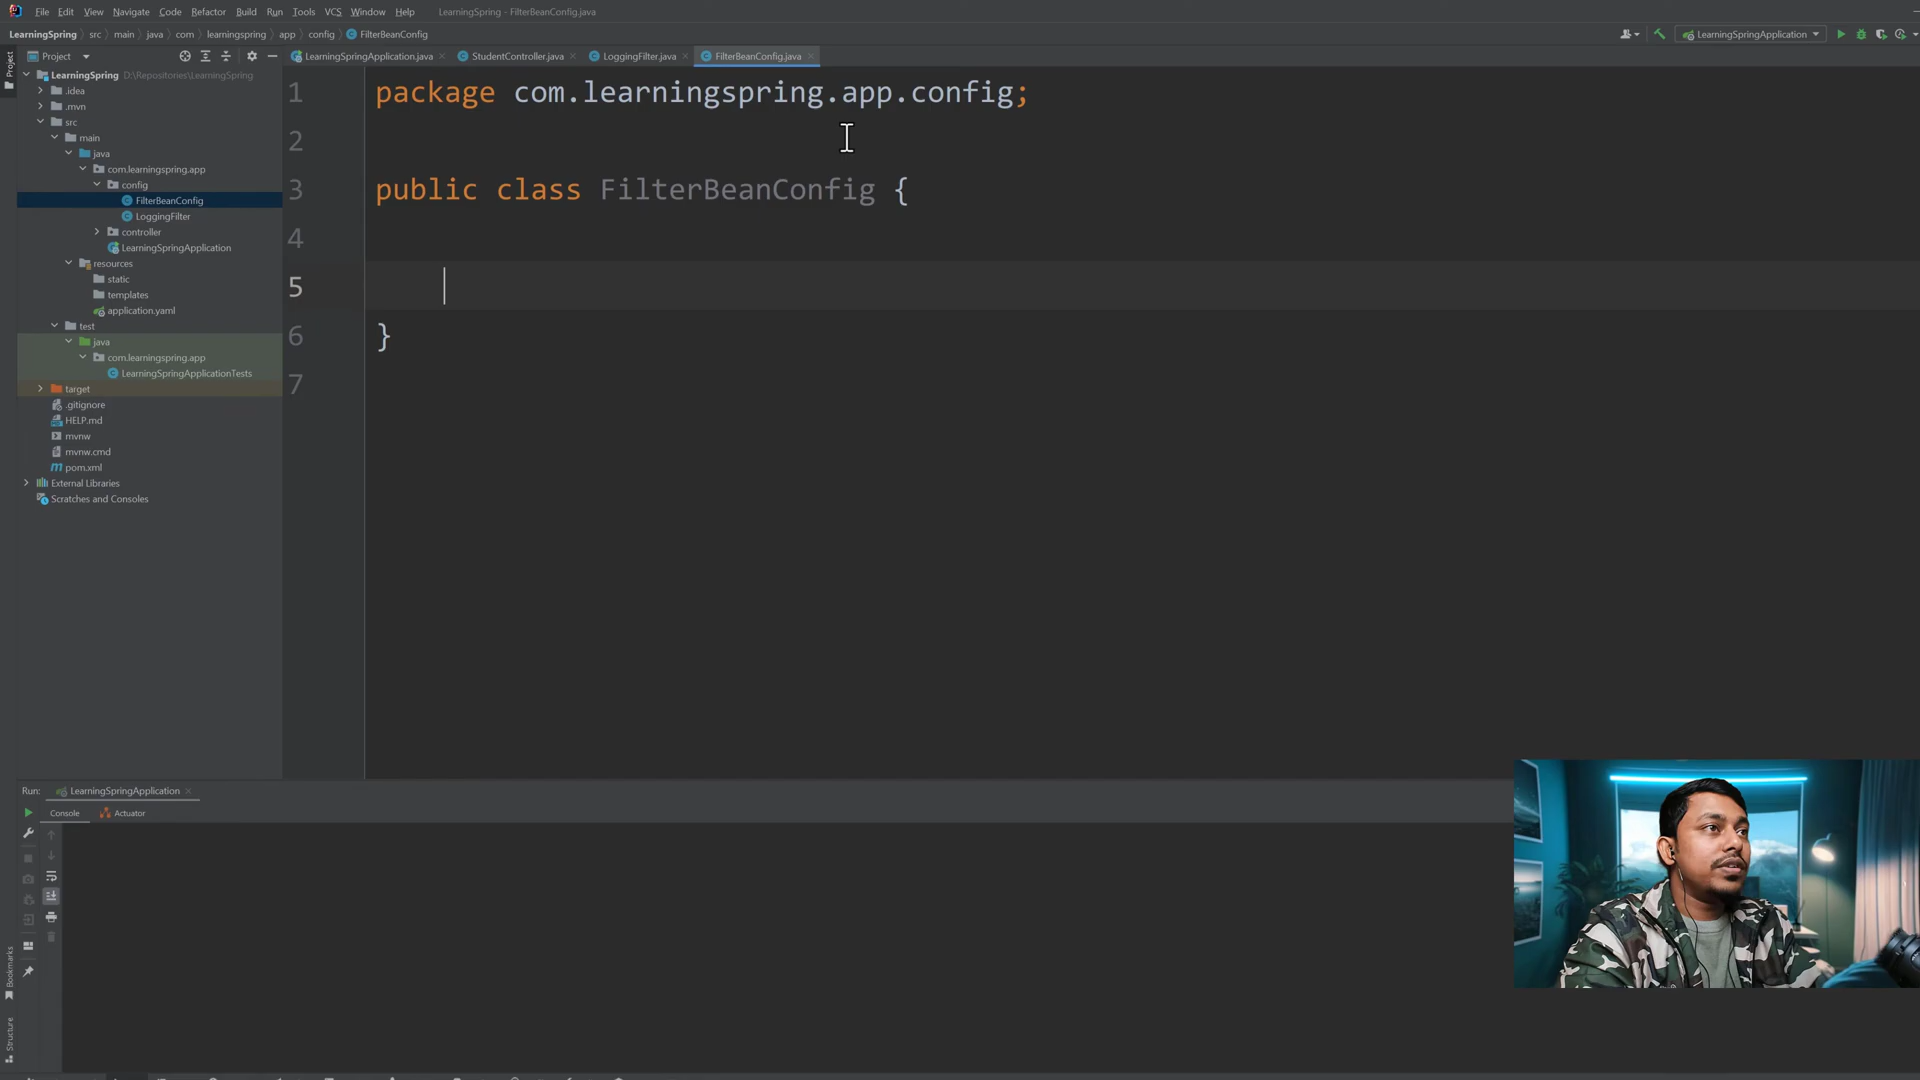 File Edit View Navigate Code Refactor Build Run Tools VCS Window Help LearningSpring - FilterBeanConfig.java
LearningSpring src main java com learningspring app config FilterBeanConfig
LearningSpringApplication
Project
LearningSpringApplication.java StudentController.java LoggingFilter.java FilterBeanConfig.java
Project
LearningSpring D:\Repositories\LearningSpring
.idea
.mvn
src
main
java
com.learningspring.app
config
FilterBeanConfig
LoggingFilter
controller
LearningSpringApplication
resources
static
templates
application.yaml
test
java
com.learningspring.app
LearningSpringApplicationTests
target
.gitignore
HELP.md
mvnw
mvnw.cmd
pom.xml
External Libraries
Scratches and Consoles
1 package com.learningspring.app.config;
2
3 public class FilterBeanConfig {
4
5
6 }
7
Run: LearningSpringApplication
Console Actuator
Bookmarks
Structure